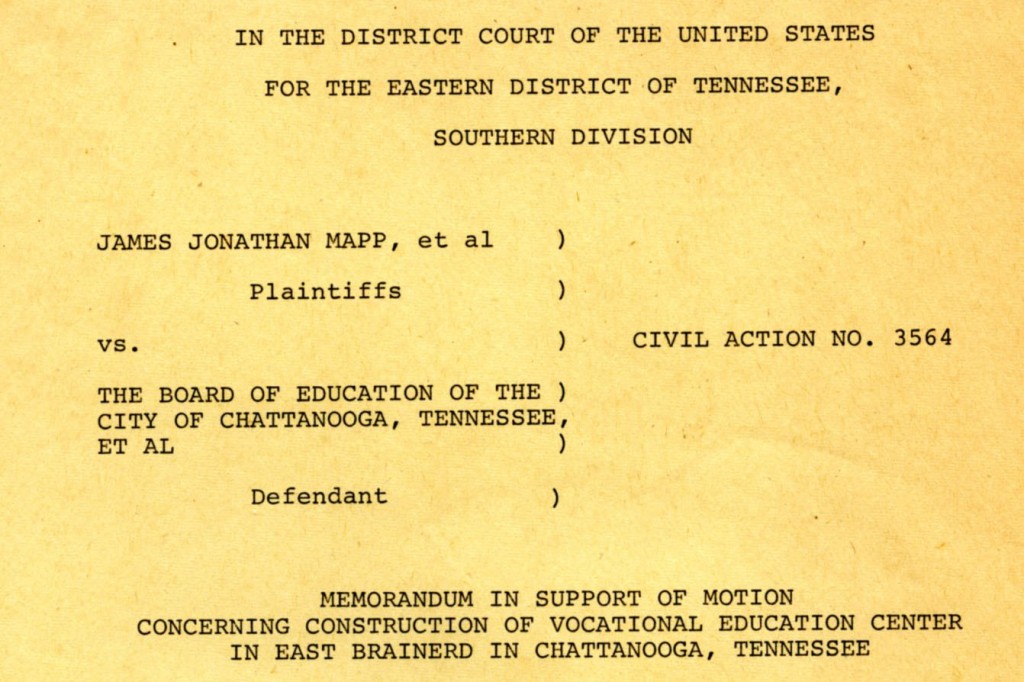 IN THE DISTRICT COURT OF THE UNITED STATES
FOR THE EASTERN DISTRICT OF TENNESSEE,
SOUTHERN DIVISION
JAMES JONATHAN MAPP, et al )
Plaintiffs )
vs. ) CIVIL ACTION NO. 3564
THE BOARD OF EDUCATION OF THE )
CITY OF CHATTANOOGA, TENNESSEE,
ET AL )
Defendant )
MEMORANDUM IN SUPPORT OF MOTION
CONCERNING CONSTRUCTION OF VOCATIONAL EDUCATION CENTER
IN EAST BRAINERD IN CHATTANOOGA, TENNESSEE